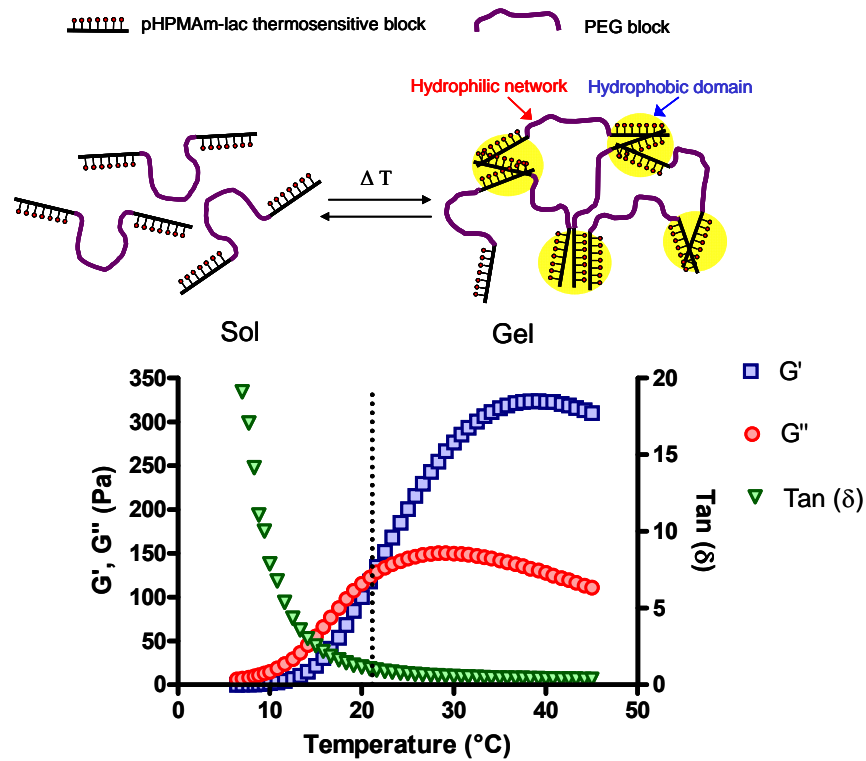 pHPMAm-lac thermosensitive block
PEG block
Hydrophilic network
Hydrophobic domain
Δ T
Sol
Gel
350
300
250
200
150
100
50
0
G', G'' (Pa)
20
15
10
5
0
Tan (δ)
0 10 20 30 40 50
Temperature (°C)
G'
G''
Tan (δ)